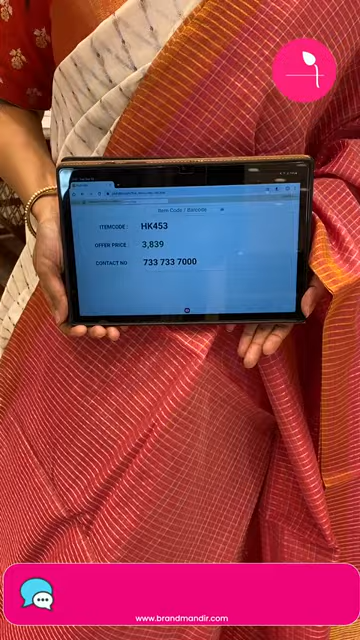 Item Code / Barcode
ITEMCODE : HK453
OFFER PRICE : 3,839
CONTACT NO : 733 733 7000
www.brandmandir.com